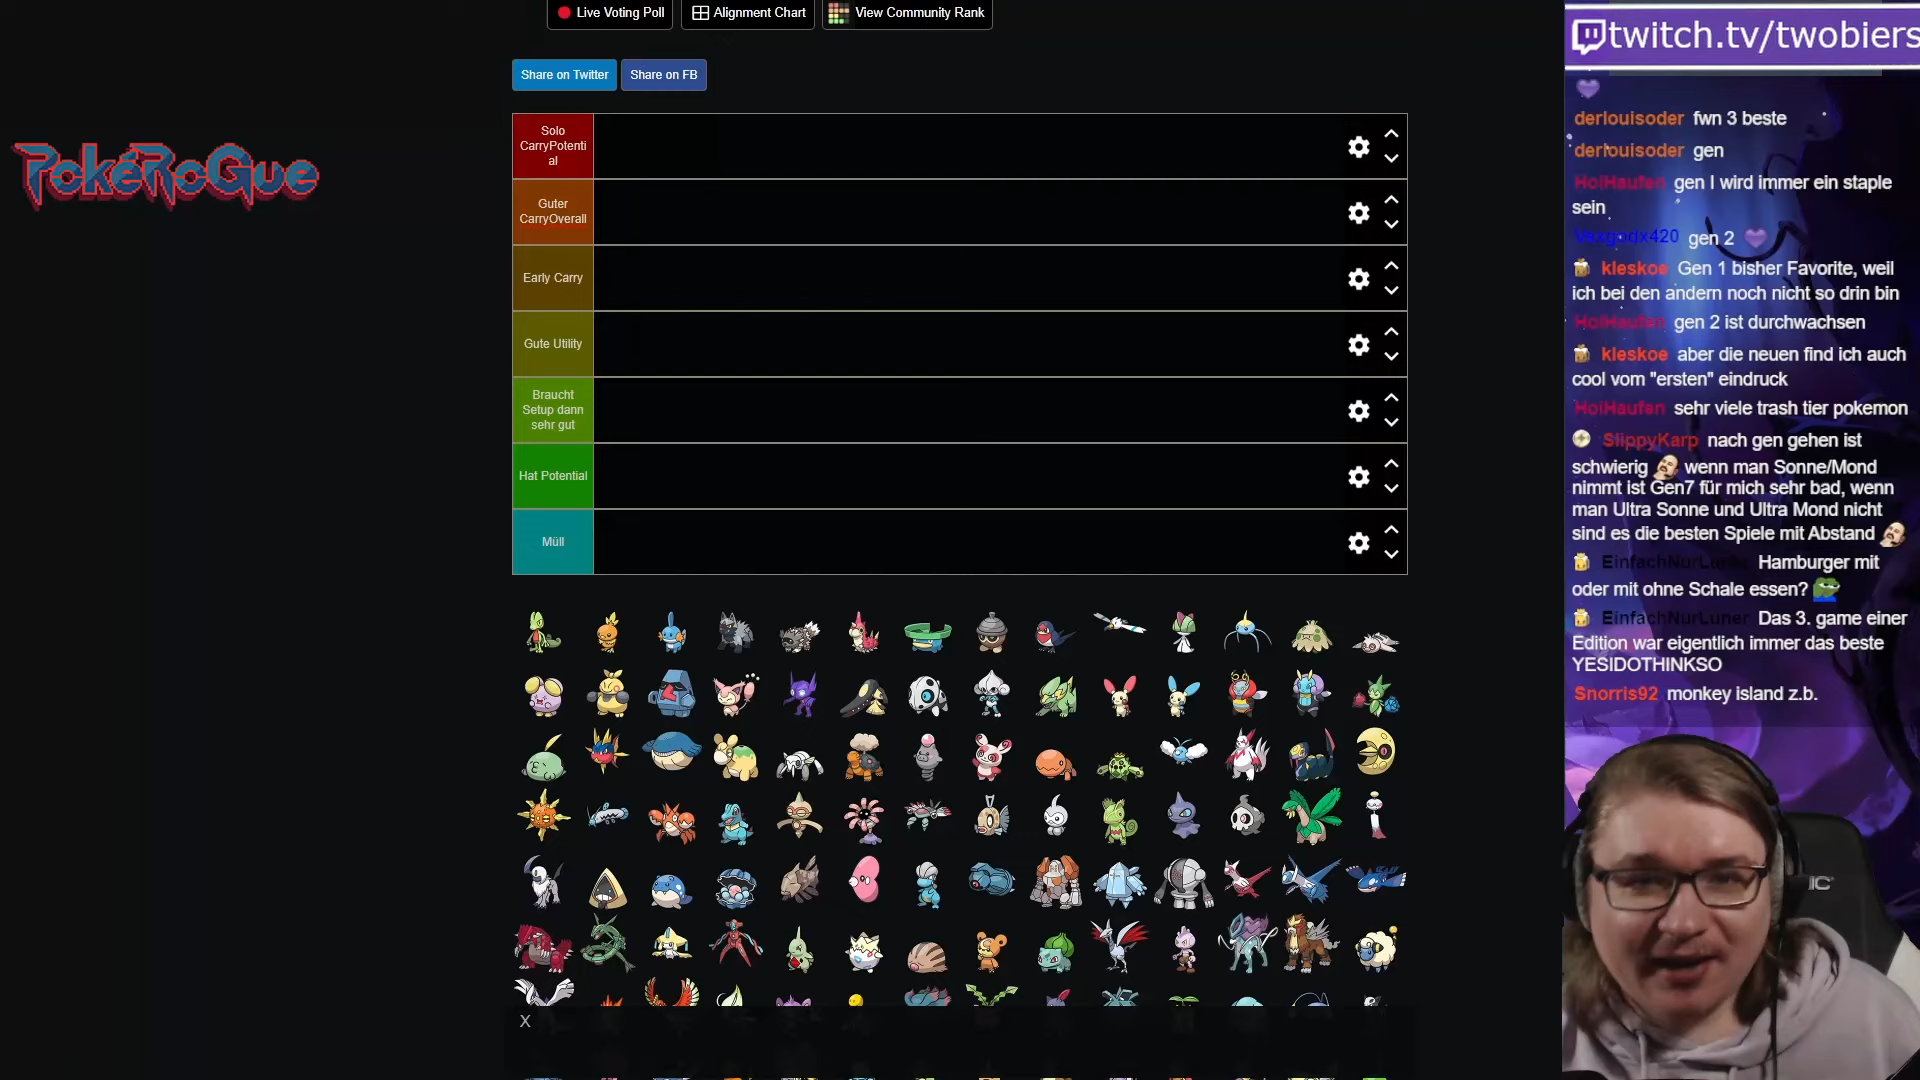 Live Voting Poll
Alignment Chart
View Community Rank
Share on Twitter
Share on FB
PokéRoGue
Solo
CarryPotenti
al
Guter
CarryOverall
Early Carry
Gute Utility
Braucht
Setup dann
sehr gut
Hat Potential
Müll
X
twitch.tv/twobiers
derlouisoder fwn 3 beste
derlouisoder gen
HoiHaufen gen I wird immer ein staple
sein
gen 2
kleskoe Gen 1 bisher Favorite, weil
ich bei den andern noch nicht so drin bin
HoiHaufen gen 2 ist durchwachsen
kleskoe aber die neuen find ich auch
cool vom "ersten" eindruck
HoiHaufen sehr viele trash tier pokemon
SlippyKarp nach gen gehen ist
schwierig wenn man Sonne/Mond
nimmt ist Gen7 für mich sehr bad, wenn
man Ultra Sonne und Ultra Mond nicht
sind es die besten Spiele mit Abstand
EinfachNurLuner Hamburger mit
oder mit ohne Schale essen?
EinfachNurLuner Das 3. game einer
Edition war eigentlich immer das beste
YESIDOTHINKSO
Snorris92 monkey island z.b.